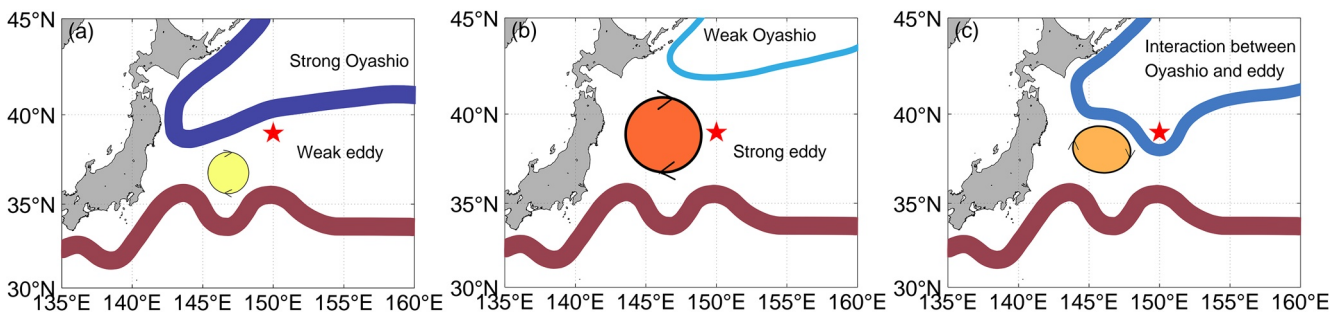 45°N
40°N
35°N
30°N
135°E 140°E 145°E 150°E 155°E 160°E
(a)
Strong Oyashio
Weak eddy
45°N
40°N
35°N
30°N
135°E 140°E 145°E 150°E 155°E 160°E
(b)
Weak Oyashio
Strong eddy
45°N
40°N
35°N
30°N
135°E 140°E 145°E 150°E 155°E 160°E
(c)
Interaction between
Oyashio and eddy